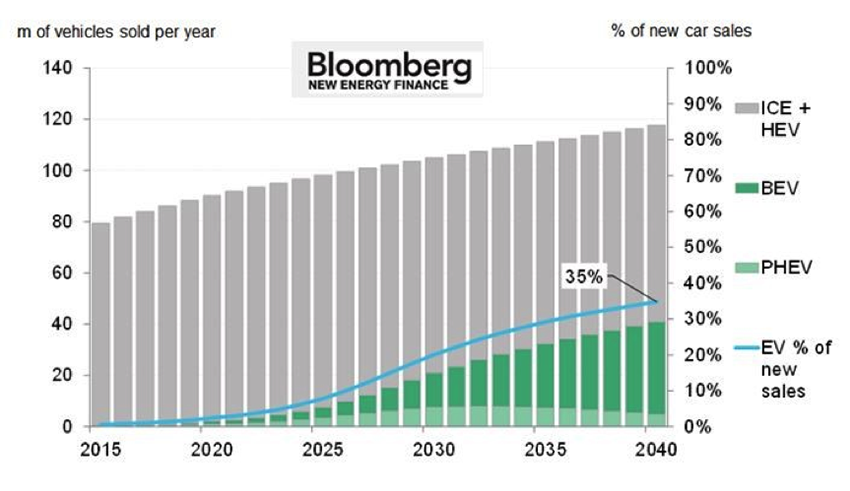 m of vehicles sold per year
% of new car sales
Bloomberg
NEW ENERGY FINANCE
140
120
100
80
60
40
20
0
100%
90%
80%
70%
60%
50%
40%
30%
20%
10%
0%
35%
2015
2020
2025
2030
2035
2040
ICE +
HEV
BEV
PHEV
EV % of
new
sales